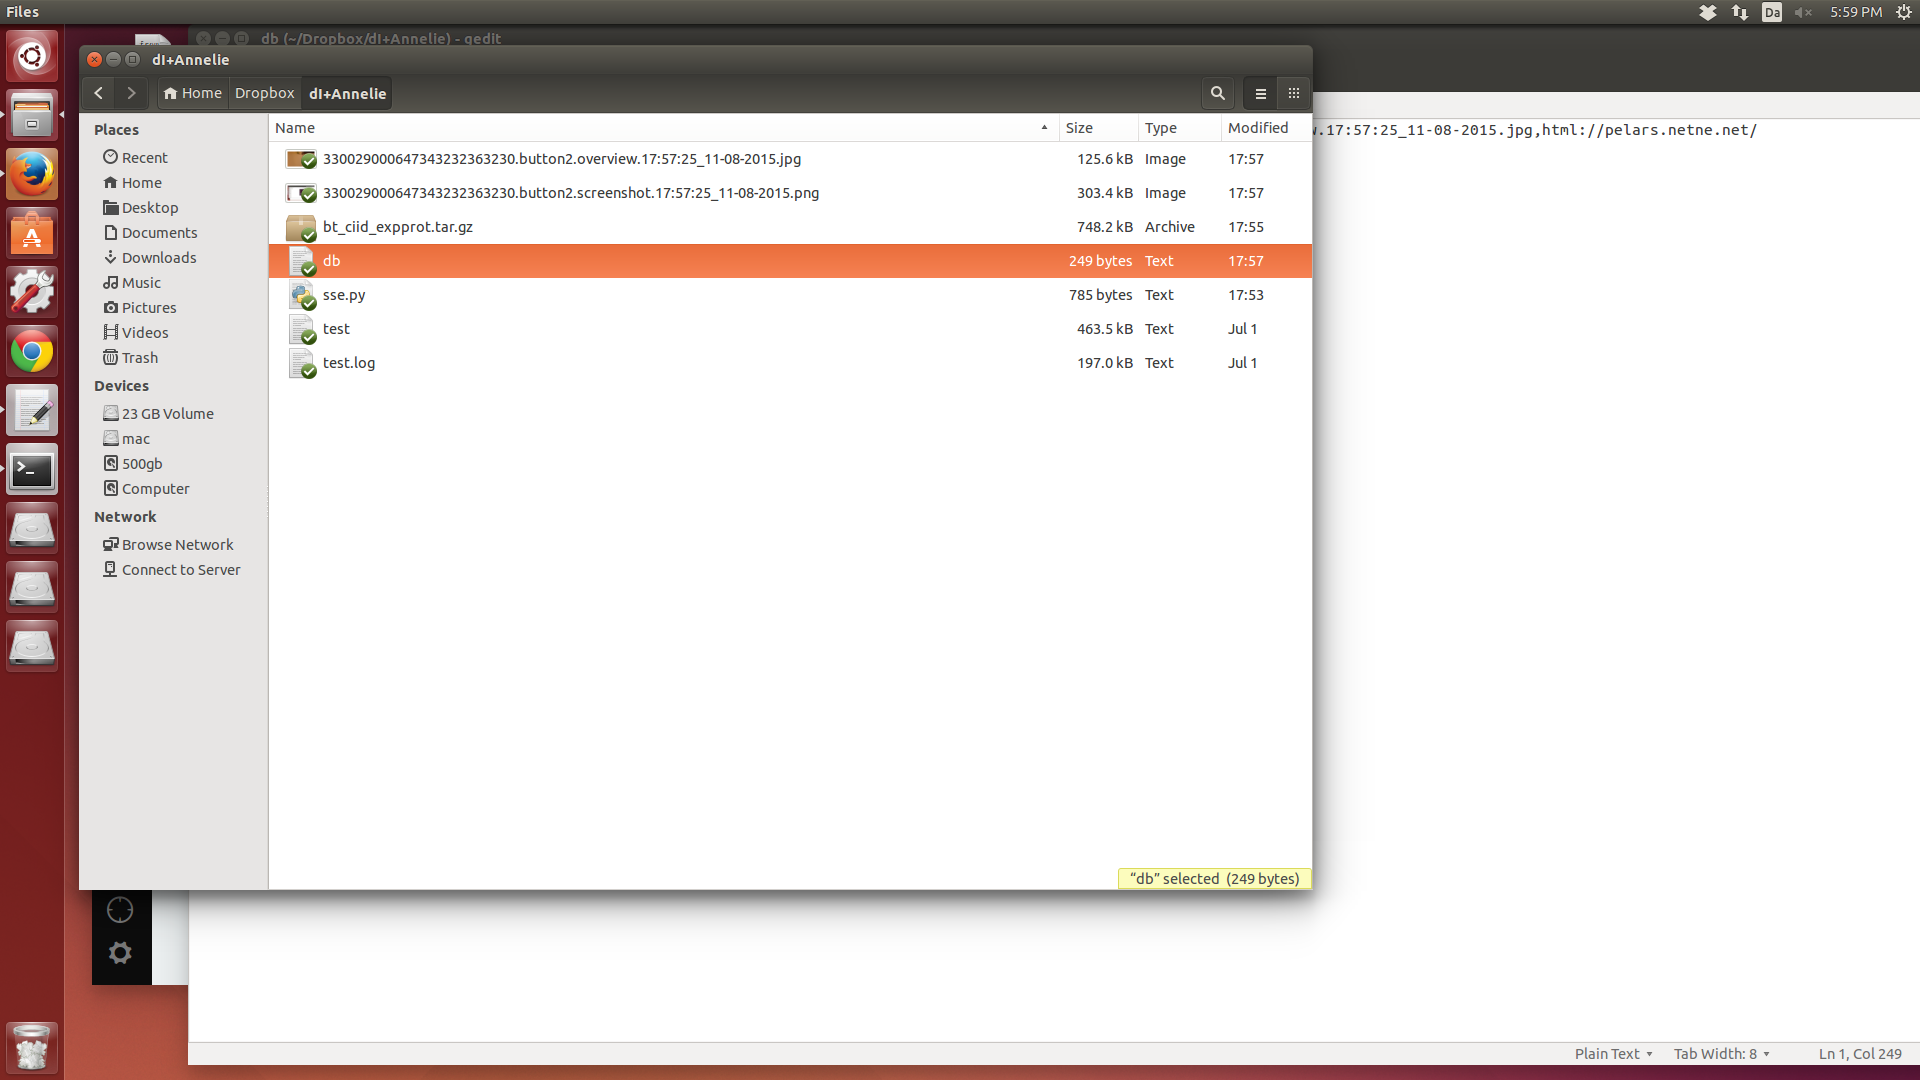 Files
Da
5:59 PM
db (~/Dropbox/dI+Annelie) - gedit
dI+Annelie
Home Dropbox dI+Annelie
Places
Recent
Home
Desktop
Documents
Downloads
Music
Pictures
Videos
Trash
Devices
23 GB Volume
mac
500gb
Computer
Network
Browse Network
Connect to Server
Name Size Type Modified
330029000647343232363230.button2.overview.17:57:25_11-08-2015.jpg 125.6 kB Image 17:57
330029000647343232363230.button2.screenshot.17:57:25_11-08-2015.png 303.4 kB Image 17:57
bt_ciid_expprot.tar.gz 748.2 kB Archive 17:55
db 249 bytes Text 17:57
sse.py 785 bytes Text 17:53
test 463.5 kB Text Jul 1
test.log 197.0 kB Text Jul 1
“db” selected (249 bytes)
.17:57:25_11-08-2015.jpg,html://pelars.netne.net/
Plain Text Tab Width: 8 Ln 1, Col 249